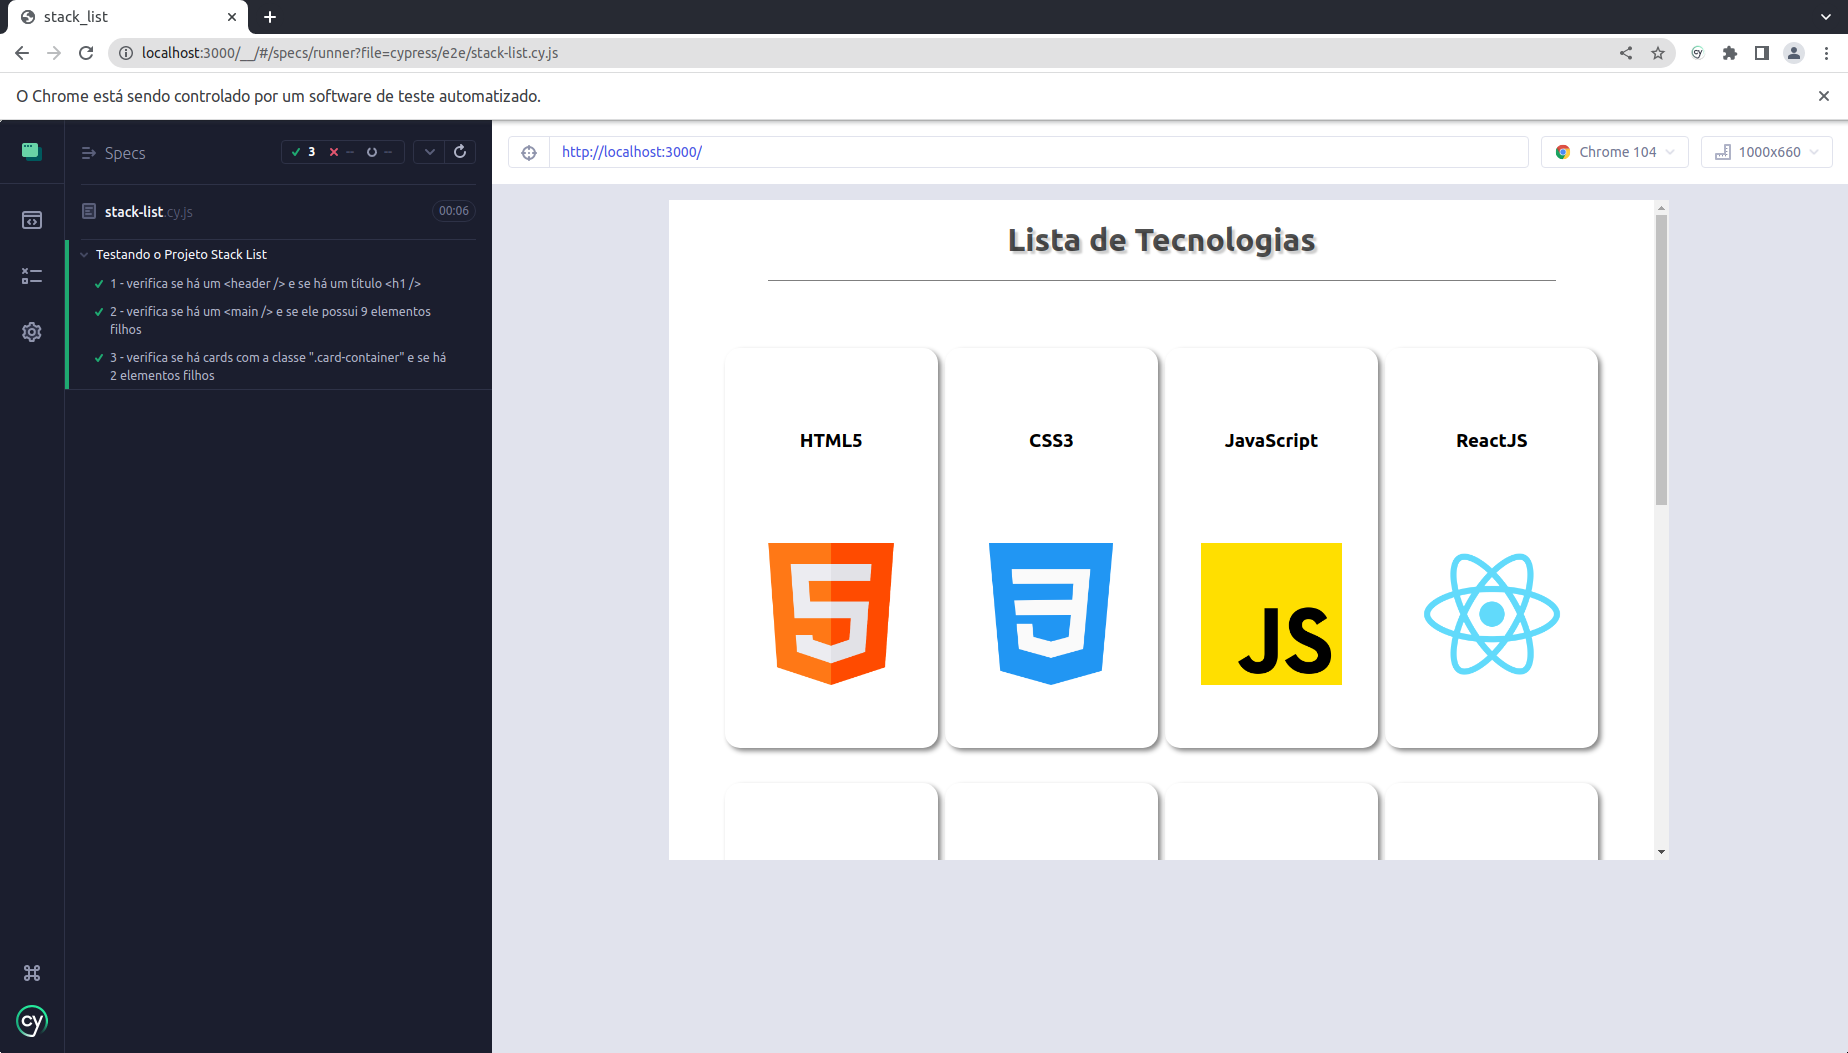 stack_list
localhost:3000/__/#/specs/runner?file=cypress/e2e/stack-list.cy.js
O Chrome está sendo controlado por um software de teste automatizado.
Specs
3 -- --
http://localhost:3000/
Chrome 104
1000x660
stack-list.cy.js
00:06
Testando o Projeto Stack List
1 - verifica se há um <header /> e se há um título <h1 />
2 - verifica se há um <main /> e se ele possui 9 elementos
filhos
3 - verifica se há cards com a classe ".card-container" e se há
2 elementos filhos
Lista de Tecnologias
HTML5
CSS3
JavaScript
ReactJS
5
3
JS
cy
cy